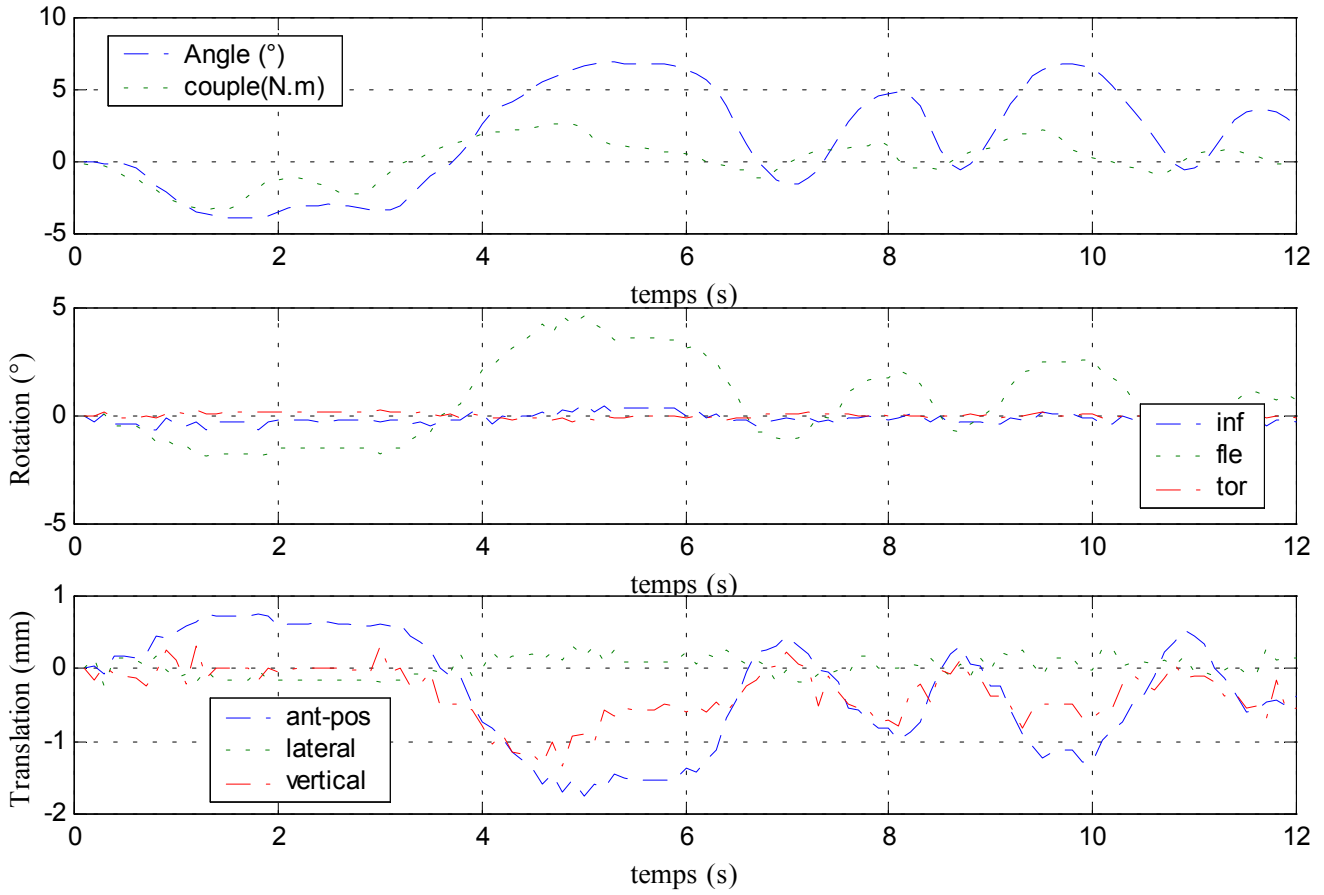 10
5
0
-5
Angle (°)
couple(N.m)
0 2 4 6 8 10 12
temps (s)
Rotation (°)
5
0
-5
inf
fle
tor
0 2 4 6 8 10 12
temps (s)
Translation (mm)
1
0
-1
-2
ant-pos
lateral
vertical
0 2 4 6 8 10 12
temps (s)